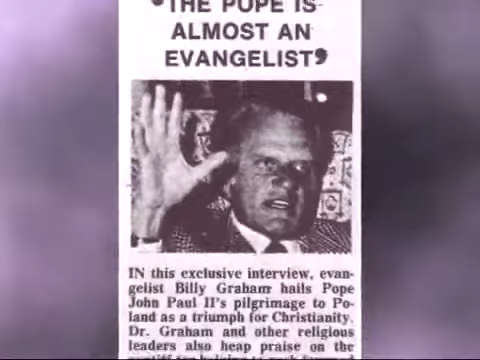 ❛THE POPE IS
ALMOST AN
EVANGELIST❜
IN this exclusive interview, evan-
gelist Billy Graham hails Pope
John Paul II's pilgrimage to Po-
land as a triumph for Christianity.
Dr. Graham and other religious
leaders also heap praise on the